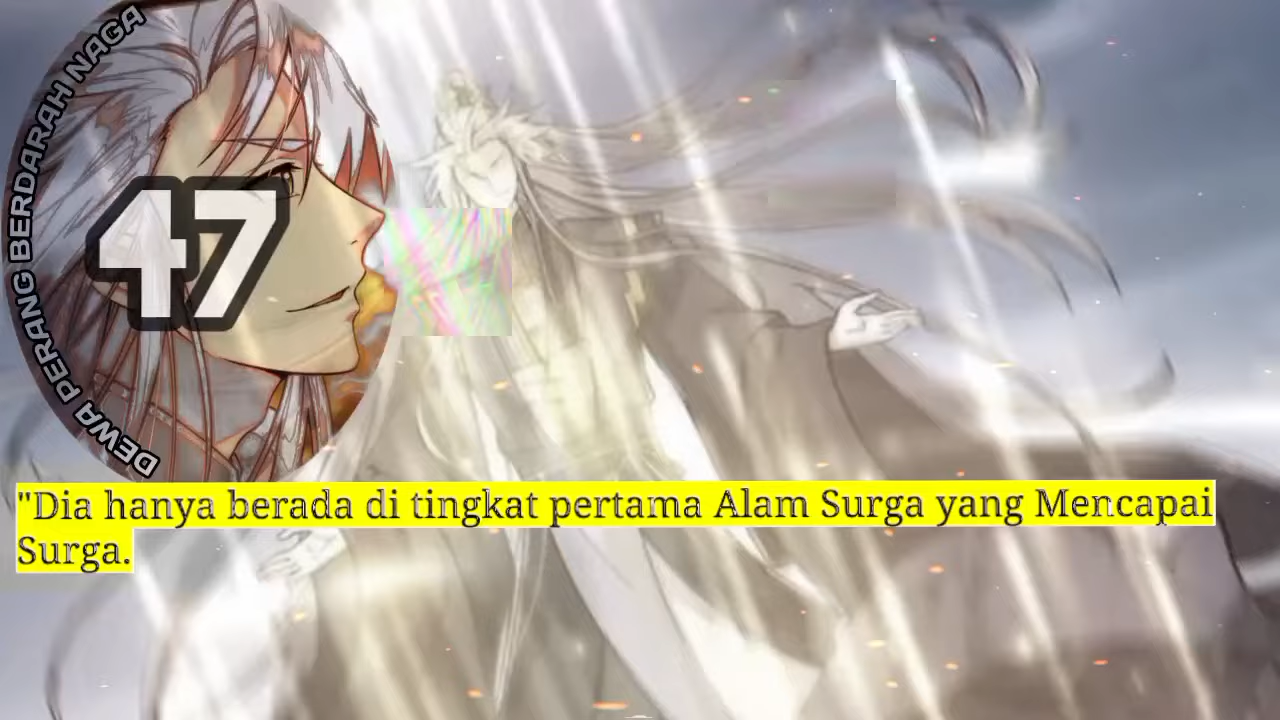 DEWA PERANG BERDARAH NAGA
47
"Dia hanya berada di tingkat pertama Alam Surga yang Mencapai
Surga.